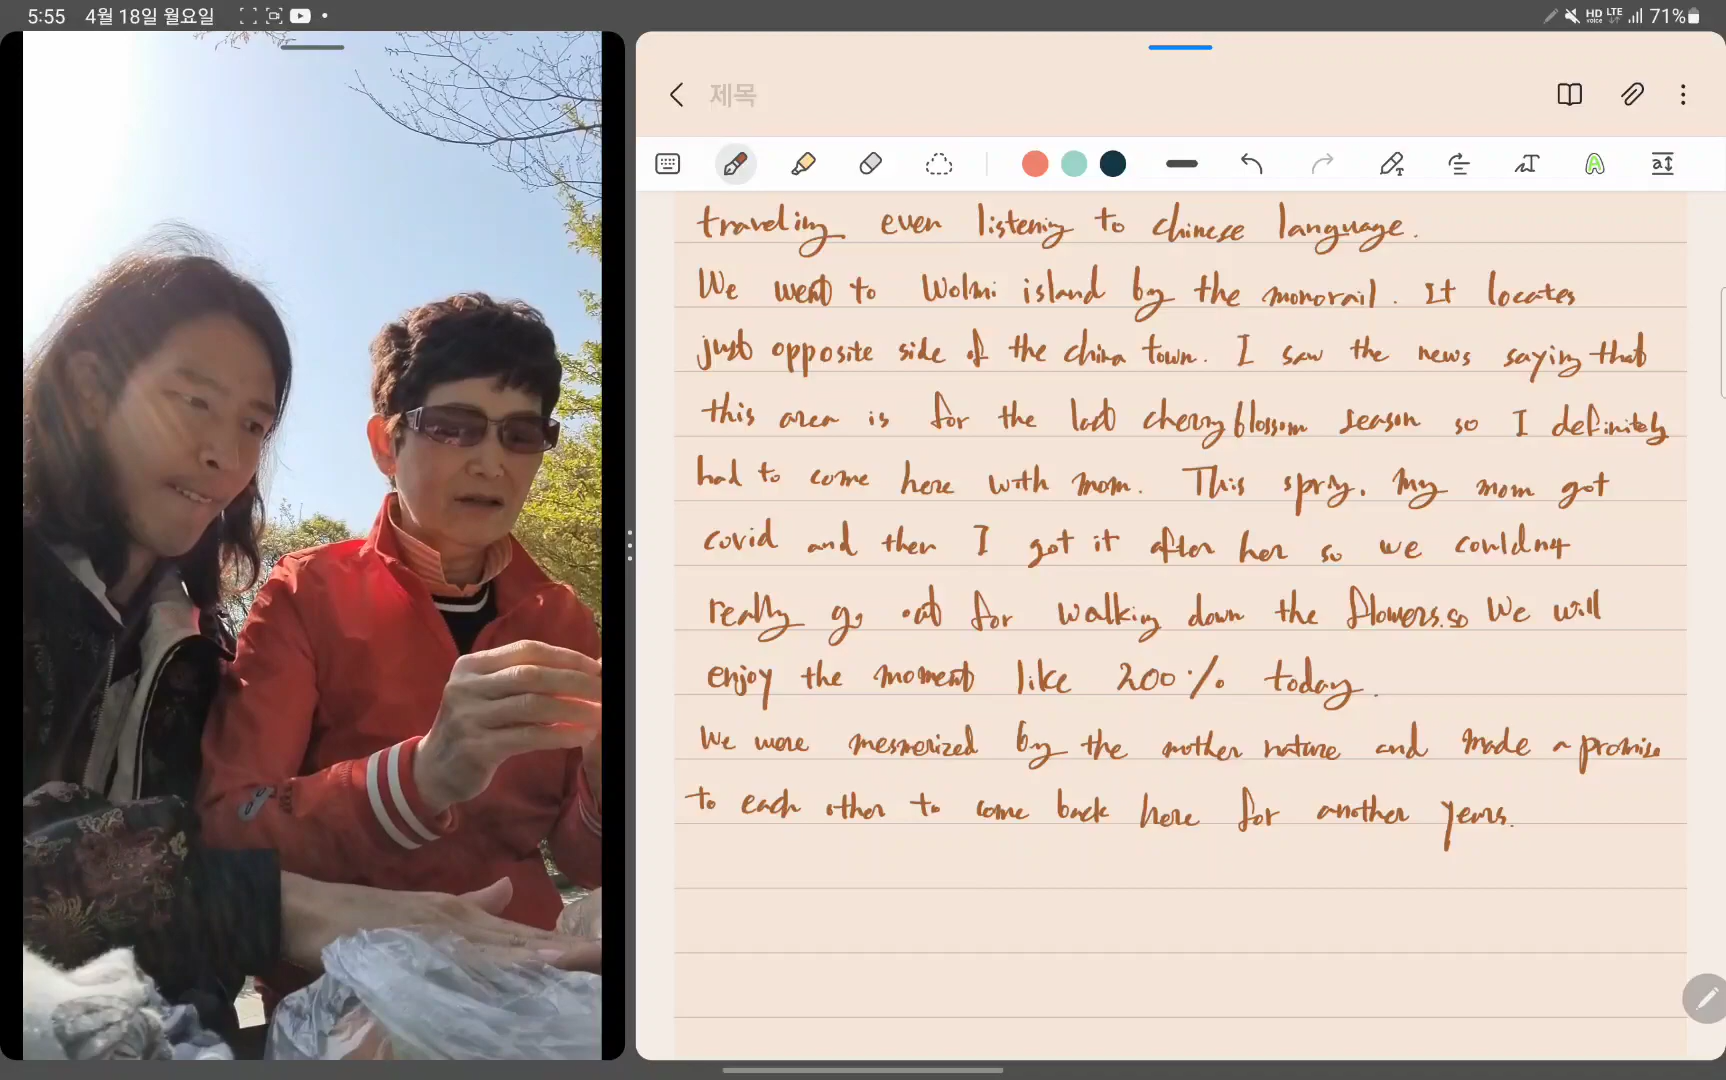 5:55 4월 18일 월요일
HD voice LTE 71%
제목
traveling even listening to chinese language.
We went to Wolmi island by the monorail. It locates
just opposite side of the china town. I saw the news saying that
this area is for the last cherry blossom season so I definitely
had to come here with mom. This spring, my mom got
covid and then I got it after her so we couldn't
really go out for walking down the flowers. so We will
enjoy the moment like 200% today.
We were mesmerized by the mother nature and made a promise
to each other to come back here for another years.